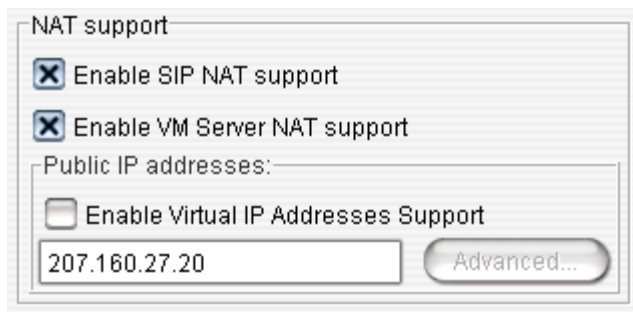 NAT support
Enable SIP NAT support
Enable VM Server NAT support
Public IP addresses:
Enable Virtual IP Addresses Support
207.160.27.20
Advanced...